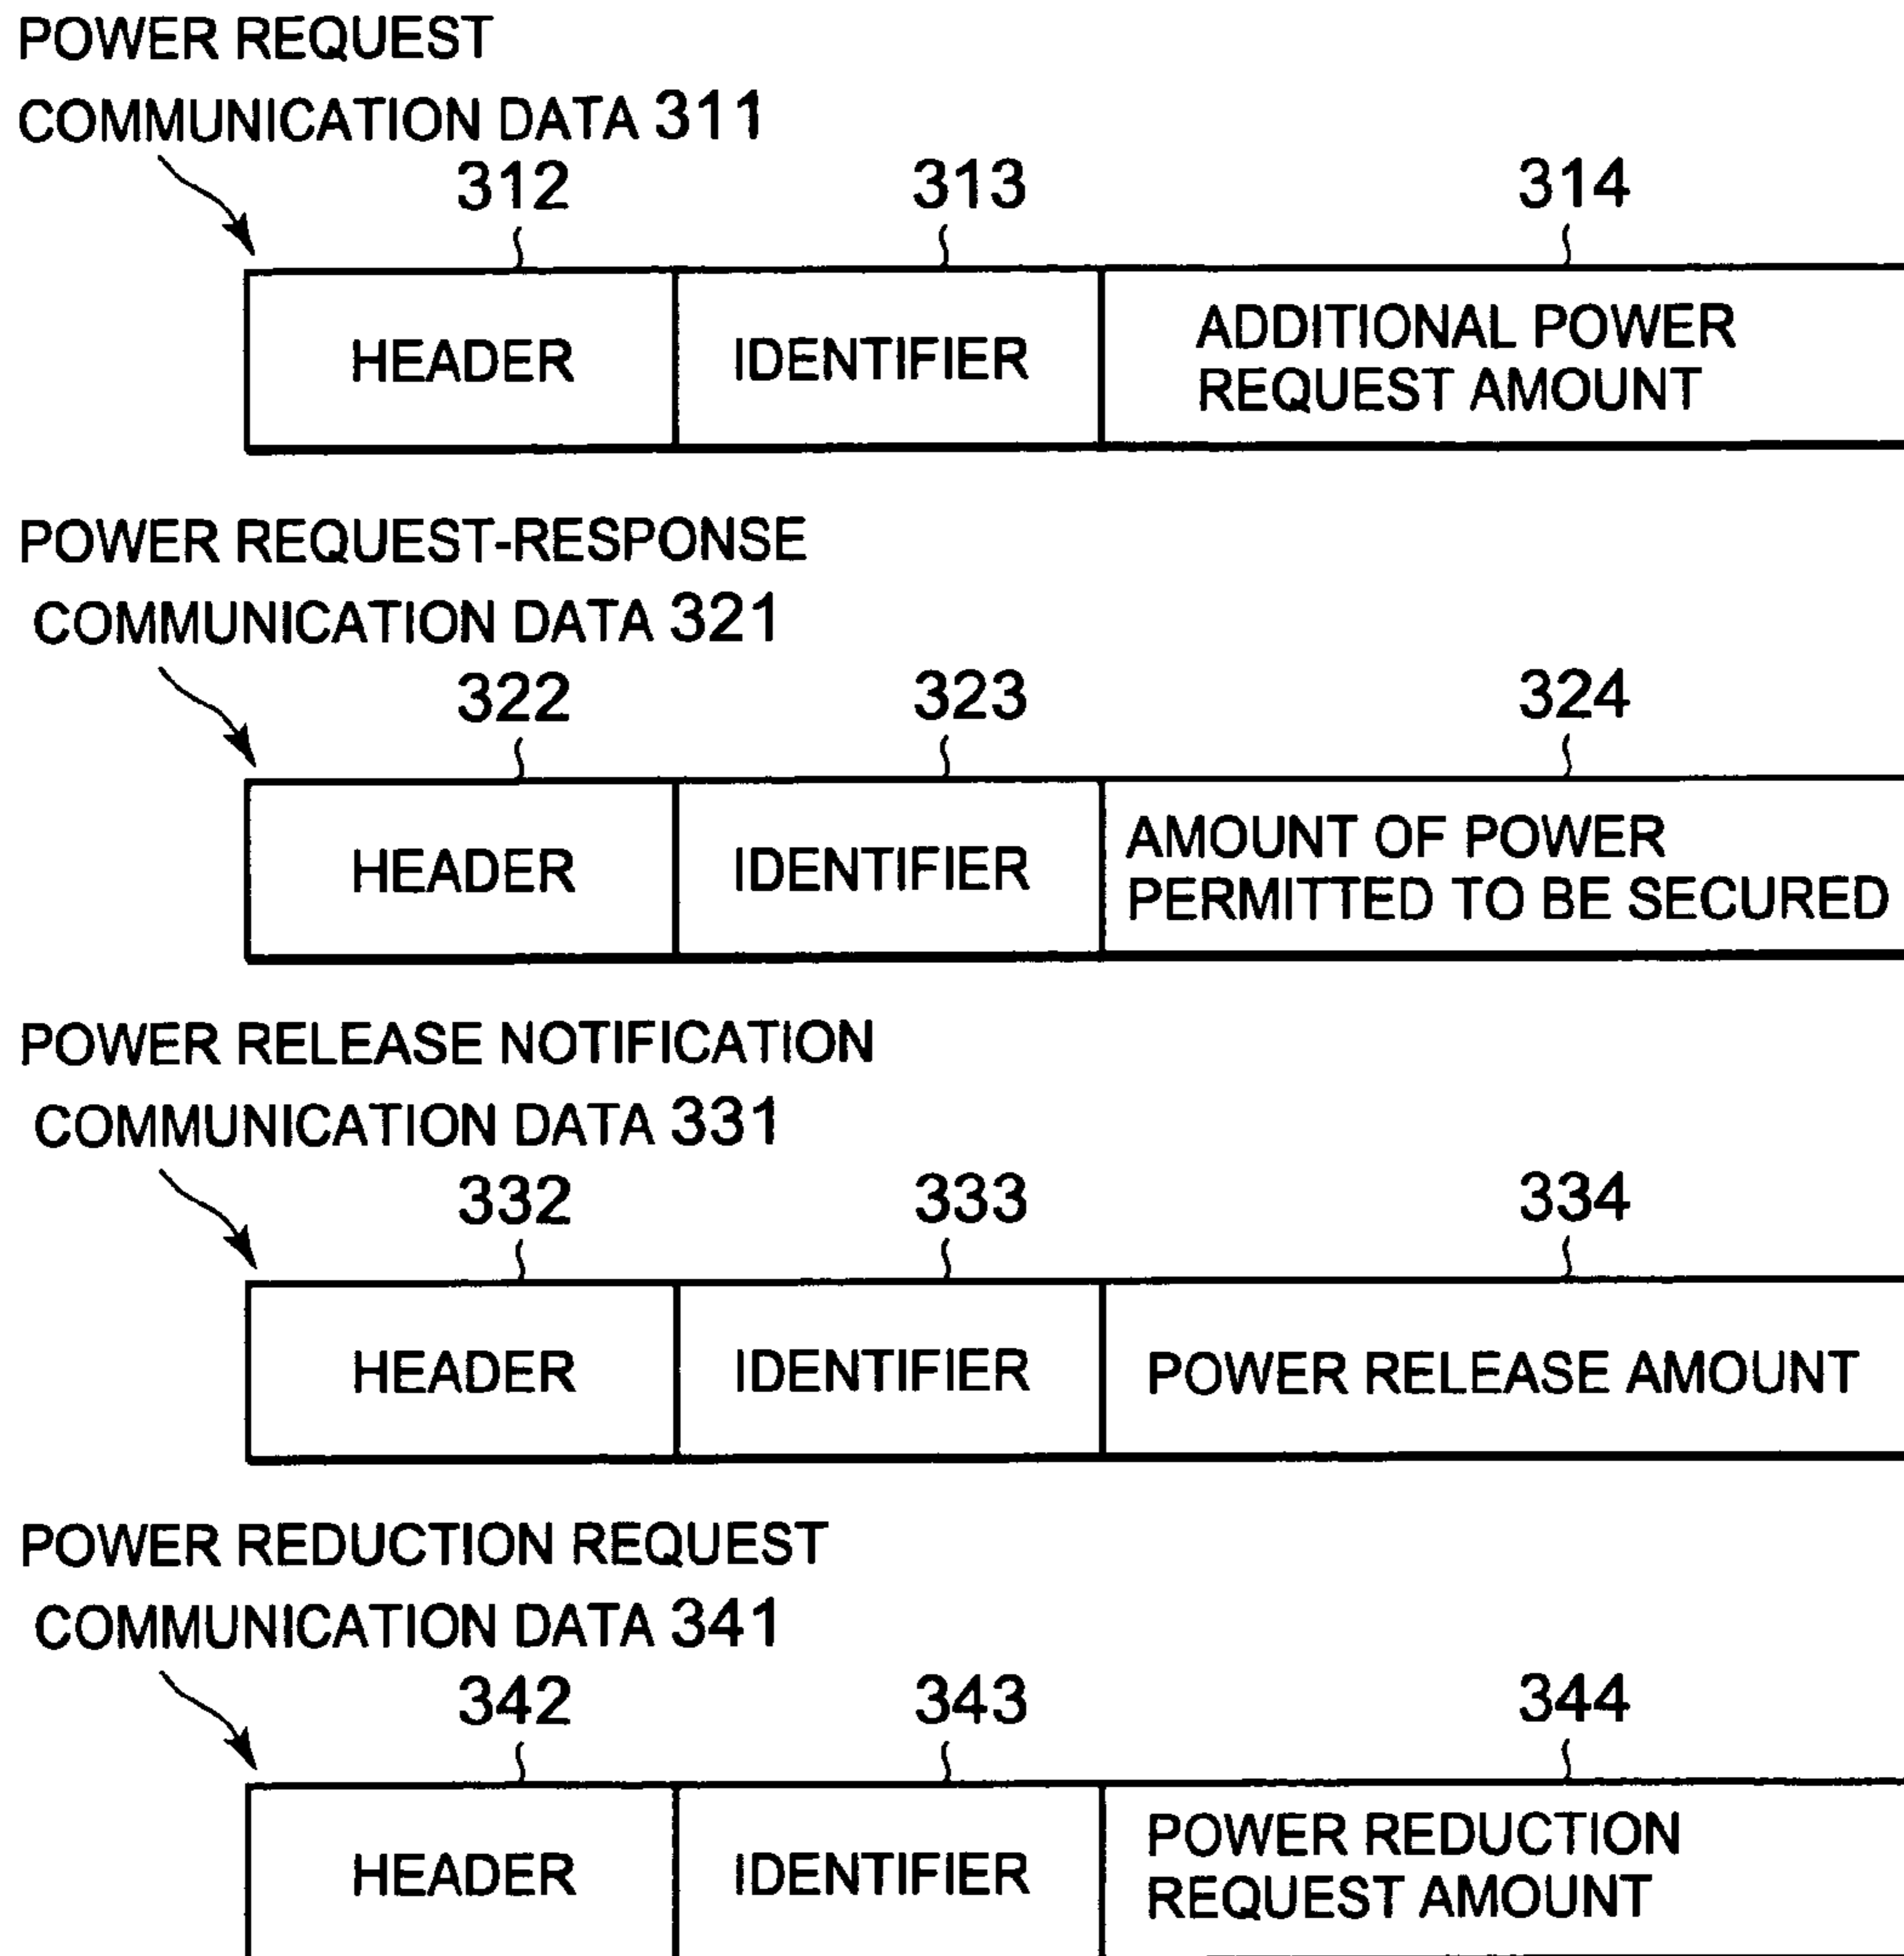 POWER REQUEST
COMMUNICATION DATA 311
312 313 314
HEADER IDENTIFIER ADDITIONAL POWER
REQUEST AMOUNT
POWER REQUEST-RESPONSE
COMMUNICATION DATA 321
322 323 324
HEADER IDENTIFIER AMOUNT OF POWER
PERMITTED TO BE SECURED
POWER RELEASE NOTIFICATION
COMMUNICATION DATA 331
332 333 334
HEADER IDENTIFIER POWER RELEASE AMOUNT
POWER REDUCTION REQUEST
COMMUNICATION DATA 341
342 343 344
HEADER IDENTIFIER POWER REDUCTION
REQUEST AMOUNT